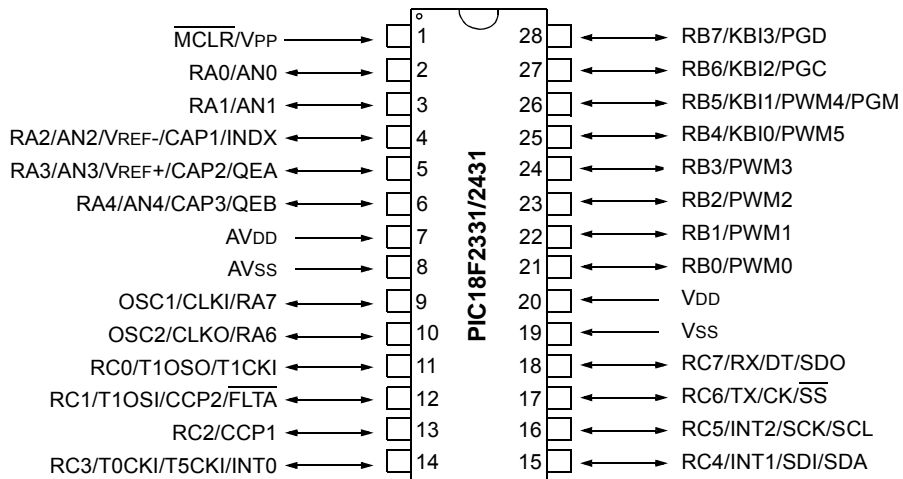 MCLR/VPP 1 28 RB7/KBI3/PGD
RA0/AN0 2 27 RB6/KBI2/PGC
RA1/AN1 3 26 RB5/KBI1/PWM4/PGM
RA2/AN2/VREF-/CAP1/INDX 4 25 RB4/KBI0/PWM5
RA3/AN3/VREF+/CAP2/QEA 5 24 RB3/PWM3
RA4/AN4/CAP3/QEB 6 23 RB2/PWM2
AVDD 7 22 RB1/PWM1
AVSS 8 21 RB0/PWM0
OSC1/CLKI/RA7 9 20 VDD
OSC2/CLKO/RA6 10 19 VSS
RC0/T1OSO/T1CKI 11 18 RC7/RX/DT/SDO
RC1/T1OSI/CCP2/FLTA 12 17 RC6/TX/CK/SS
RC2/CCP1 13 16 RC5/INT2/SCK/SCL
RC3/T0CKI/T5CKI/INT0 14 15 RC4/INT1/SDI/SDA
PIC18F2331/2431